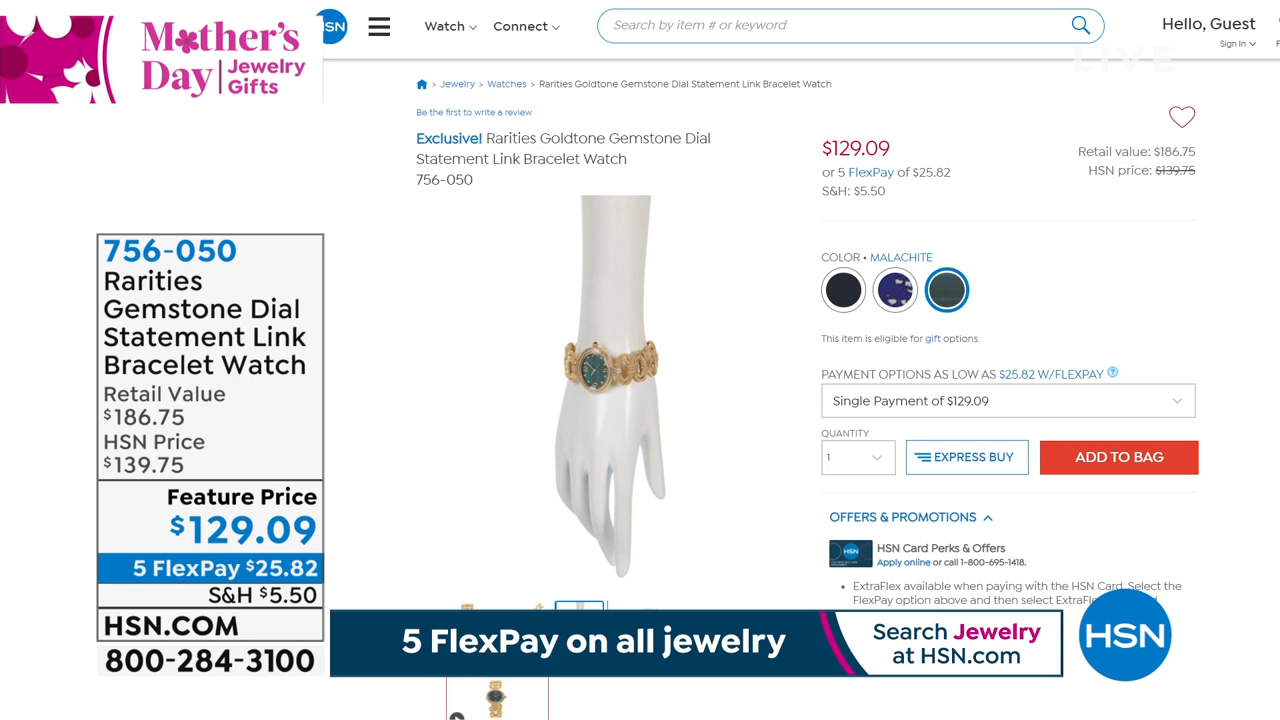 Mother's
Day
Jewelry
Gifts
HSN
Watch
Connect
Search by item # or keyword
Hello, Guest
Sign In
LIVE
> Jewelry > Watches > Rarities Goldtone Gemstone Dial Statement Link Bracelet Watch
Be the first to write a review
Exclusive! Rarities Goldtone Gemstone Dial
Statement Link Bracelet Watch
756-050
$129.09
or 5 FlexPay of $25.82
S&H: $5.50
Retail value: $186.75
HSN price: $139.75
COLOR • MALACHITE
This item is eligible for gift options.
PAYMENT OPTIONS AS LOW AS $25.82 W/FLEXPAY ?
Single Payment of $129.09
QUANTITY
1
EXPRESS BUY
ADD TO BAG
OFFERS & PROMOTIONS
HSN
HSN Card Perks & Offers
Apply online or call 1-800-695-1418.
• ExtraFlex available when paying with the HSN Card. Select the
FlexPay option above and then select
756-050
Rarities
Gemstone Dial
Statement Link
Bracelet Watch
Retail Value
$186.75
HSN Price
$139.75
Feature Price
$129.09
5 FlexPay $25.82
S&H $5.50
HSN.COM
800-284-3100
5 FlexPay on all jewelry
Search Jewelry
at HSN.com
HSN